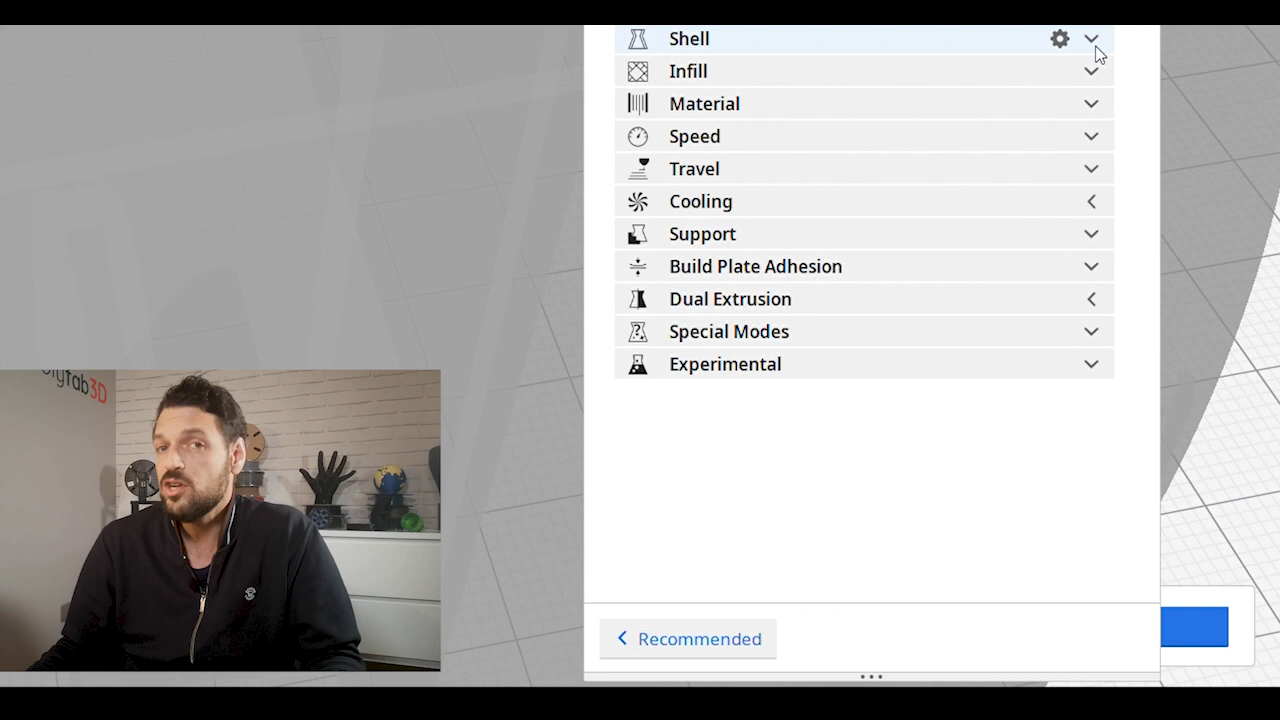 Shell
Infill
Material
Speed
Travel
Cooling
Support
Build Plate Adhesion
Dual Extrusion
Special Modes
Experimental
Recommended